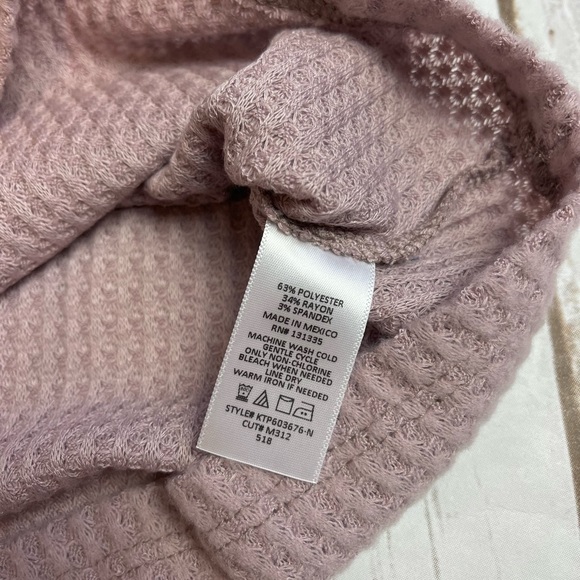 63% POLYESTER
34% RAYON
3% SPANDEX
MADE IN MEXICO
RN# 131335
MACHINE WASH COLD
GENTLE CYCLE
ONLY NON-CHLORINE
BLEACH WHEN NEEDED
LINE DRY
WARM IRON IF NEEDED
STYLE# KTP603676-N
CUT# M312
518